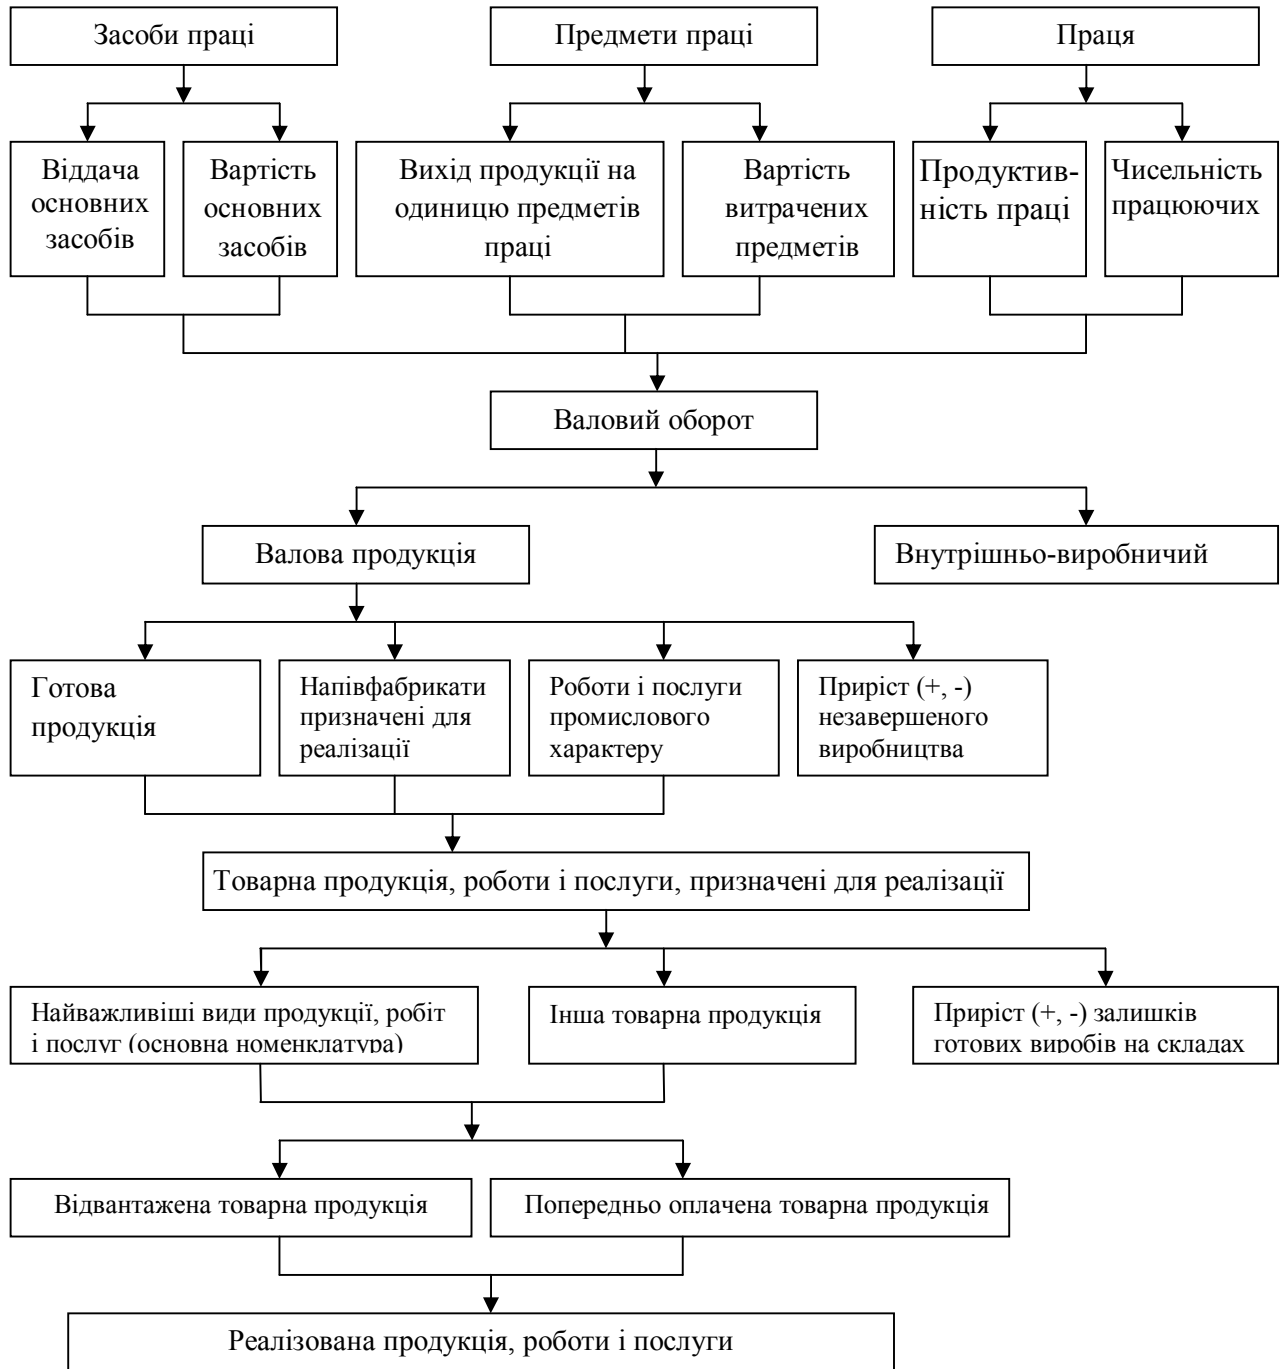 Засоби праці
Предмети праці
Праця
Віддача
основних
засобів
Вартість
основних
засобів
Вихід продукції на
одиницю предметів
праці
Вартість
витрачених
предметів
Продуктив-
ність праці
Чисельність
працюючих
Валовий оборот
Валова продукція
Внутрішньо-виробничий
Готова
продукція
Напівфабрикати
призначені для
реалізації
Роботи і послуги
промислового
характеру
Приріст (+, -)
незавершеного
виробництва
Товарна продукція, роботи і послуги, призначені для реалізації
Найважливіші види продукції, робіт
і послуг (основна номенклатура)
Інша товарна продукція
Приріст (+, -) залишків
готових виробів на складах
Відвантажена товарна продукція
Попередньо оплачена товарна продукція
Реалізована продукція, роботи і послуги